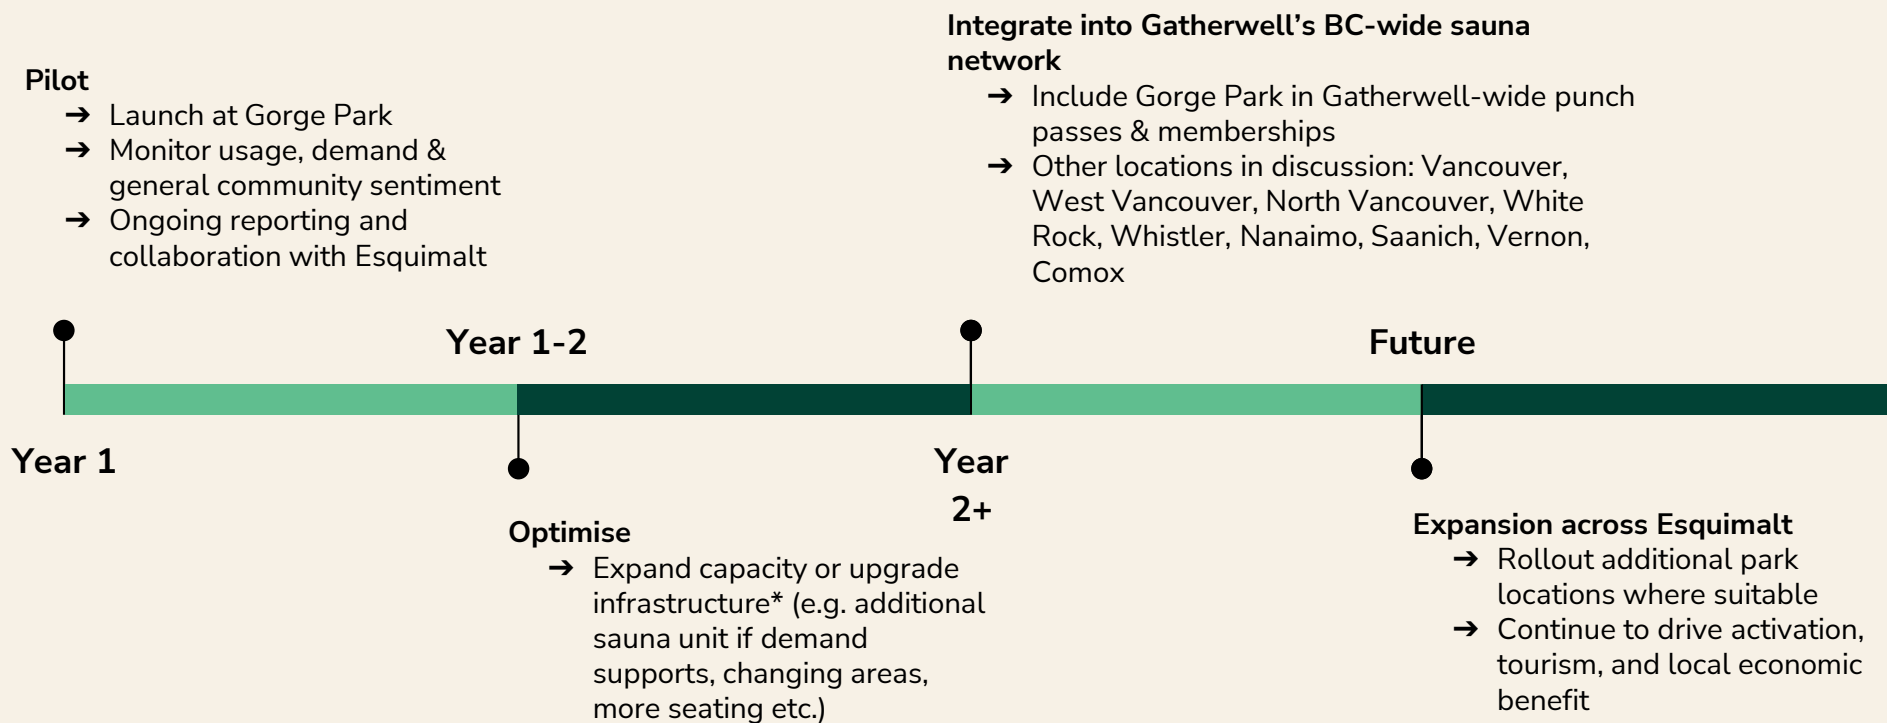 Pilot
➔ Launch at Gorge Park
➔ Monitor usage, demand &
general community sentiment
➔ Ongoing reporting and
collaboration with Esquimalt
Integrate into Gatherwell’s BC-wide sauna
network
➔ Include Gorge Park in Gatherwell-wide punch
passes & memberships
➔ Other locations in discussion: Vancouver,
West Vancouver, North Vancouver, White
Rock, Whistler, Nanaimo, Saanich, Vernon,
Comox
Year 1-2
Future
Year 1
Year
2+
Optimise
➔ Expand capacity or upgrade
infrastructure* (e.g. additional
sauna unit if demand
supports, changing areas,
more seating etc.)
Expansion across Esquimalt
➔ Rollout additional park
locations where suitable
➔ Continue to drive activation,
tourism, and local economic
benefit